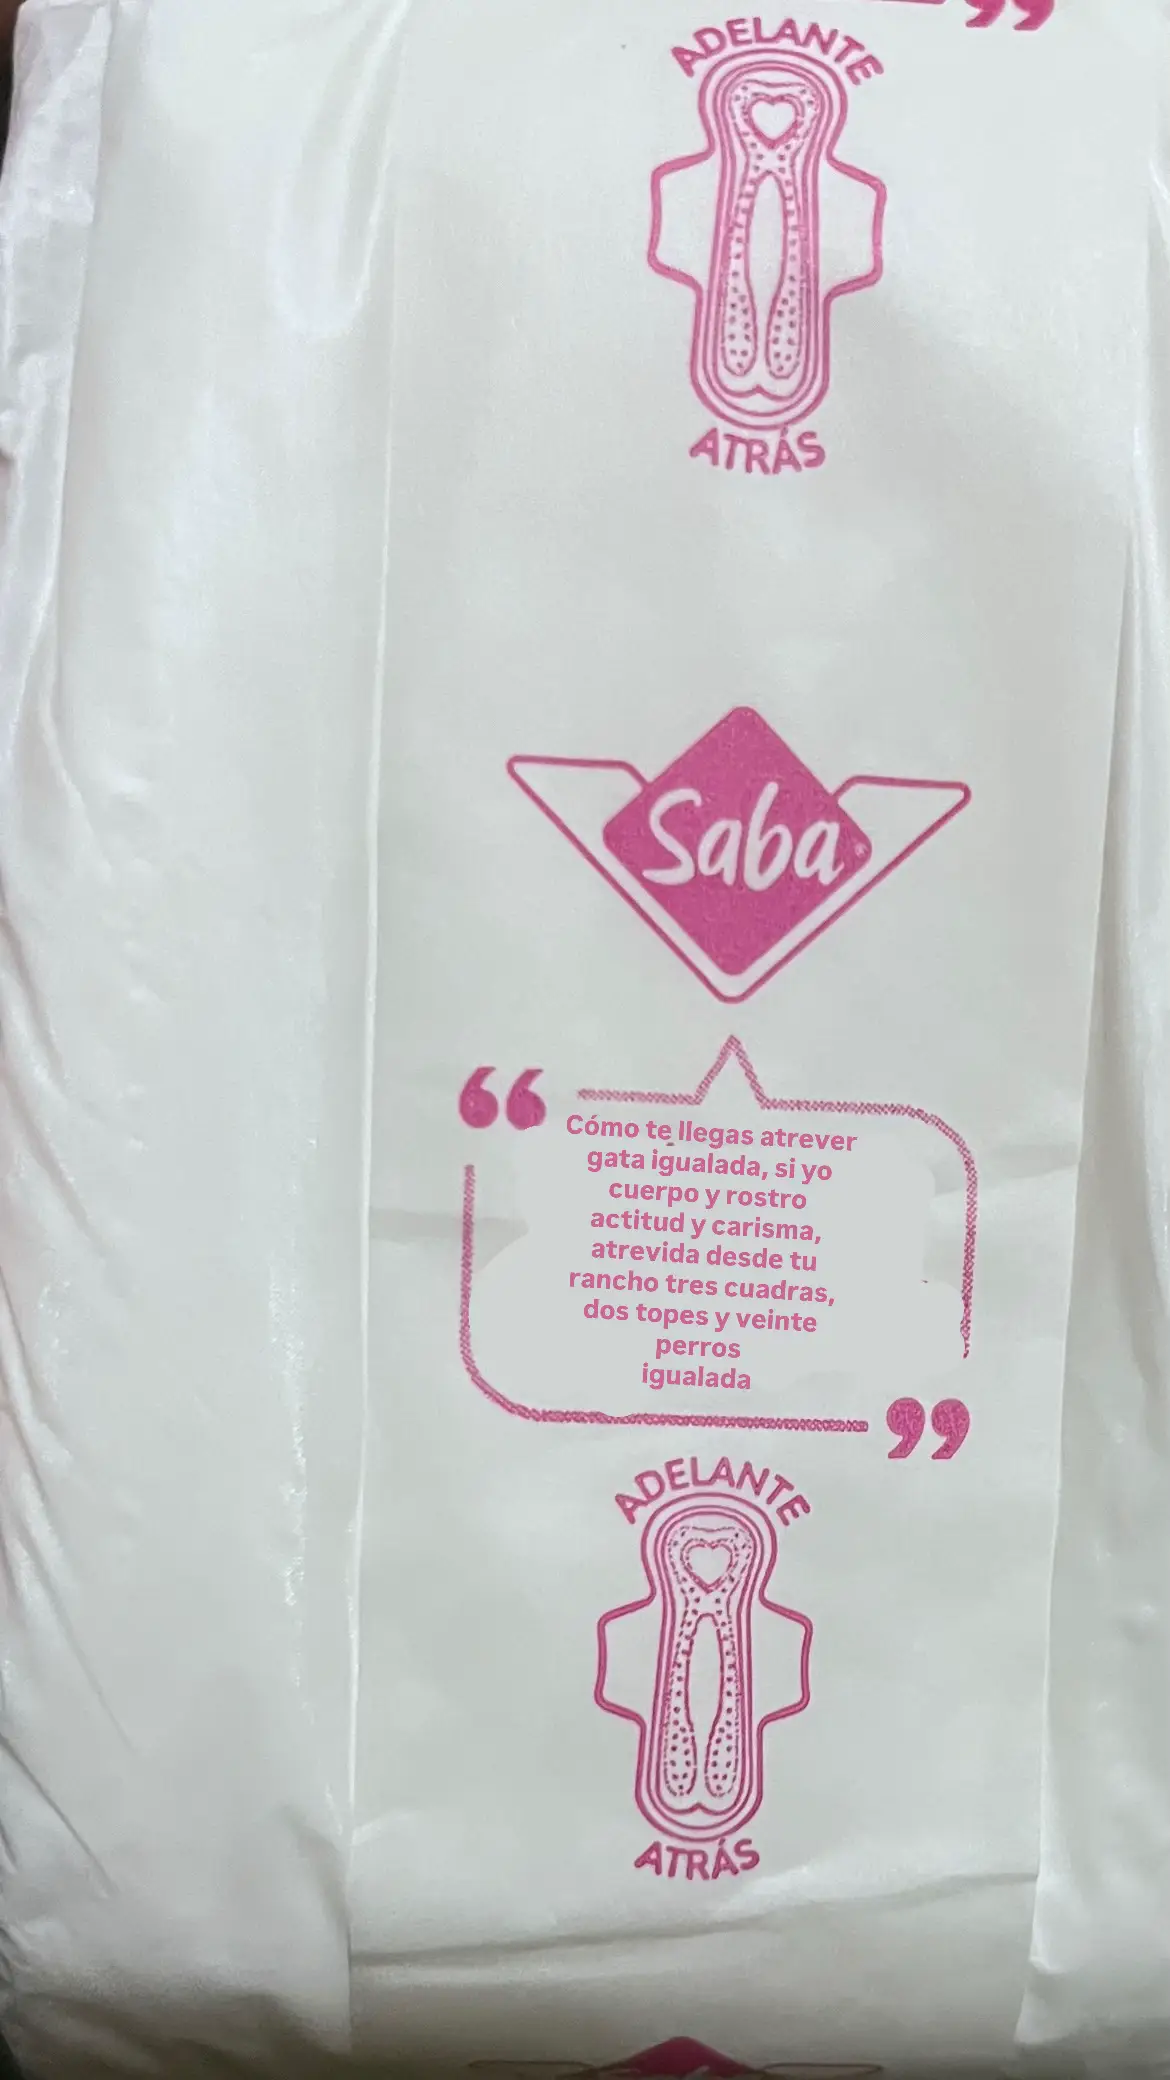 ”
ADELANTE
ATRÁS
Saba
“
Cómo te llegas atrever
gata igualada, si yo
cuerpo y rostro
actitud y carisma,
atrevida desde tu
rancho tres cuadras,
dos topes y veinte
perros
igualada
”
ADELANTE
ATRÁS